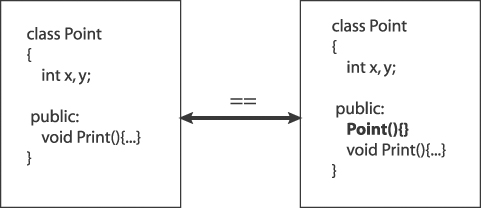 class Point
{
int x, y;
public:
void Print(){...}
}
==
class Point
{
int x, y;
public:
Point(){}
void Print(){...}
}